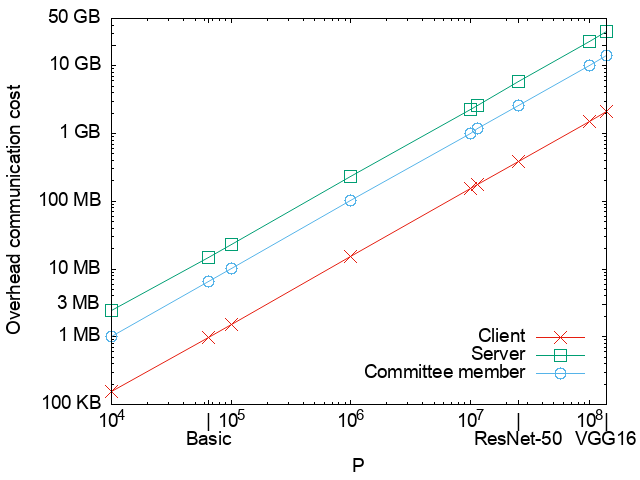 50 GB
10 GB
1 GB
100 MB
10 MB
3 MB
1 MB
100 KB
Overhead communication cost
Client
Server
Committee member
10⁴ 10⁵ 10⁶ 10⁷ 10⁸
| | |
Basic ResNet-50 VGG16
P